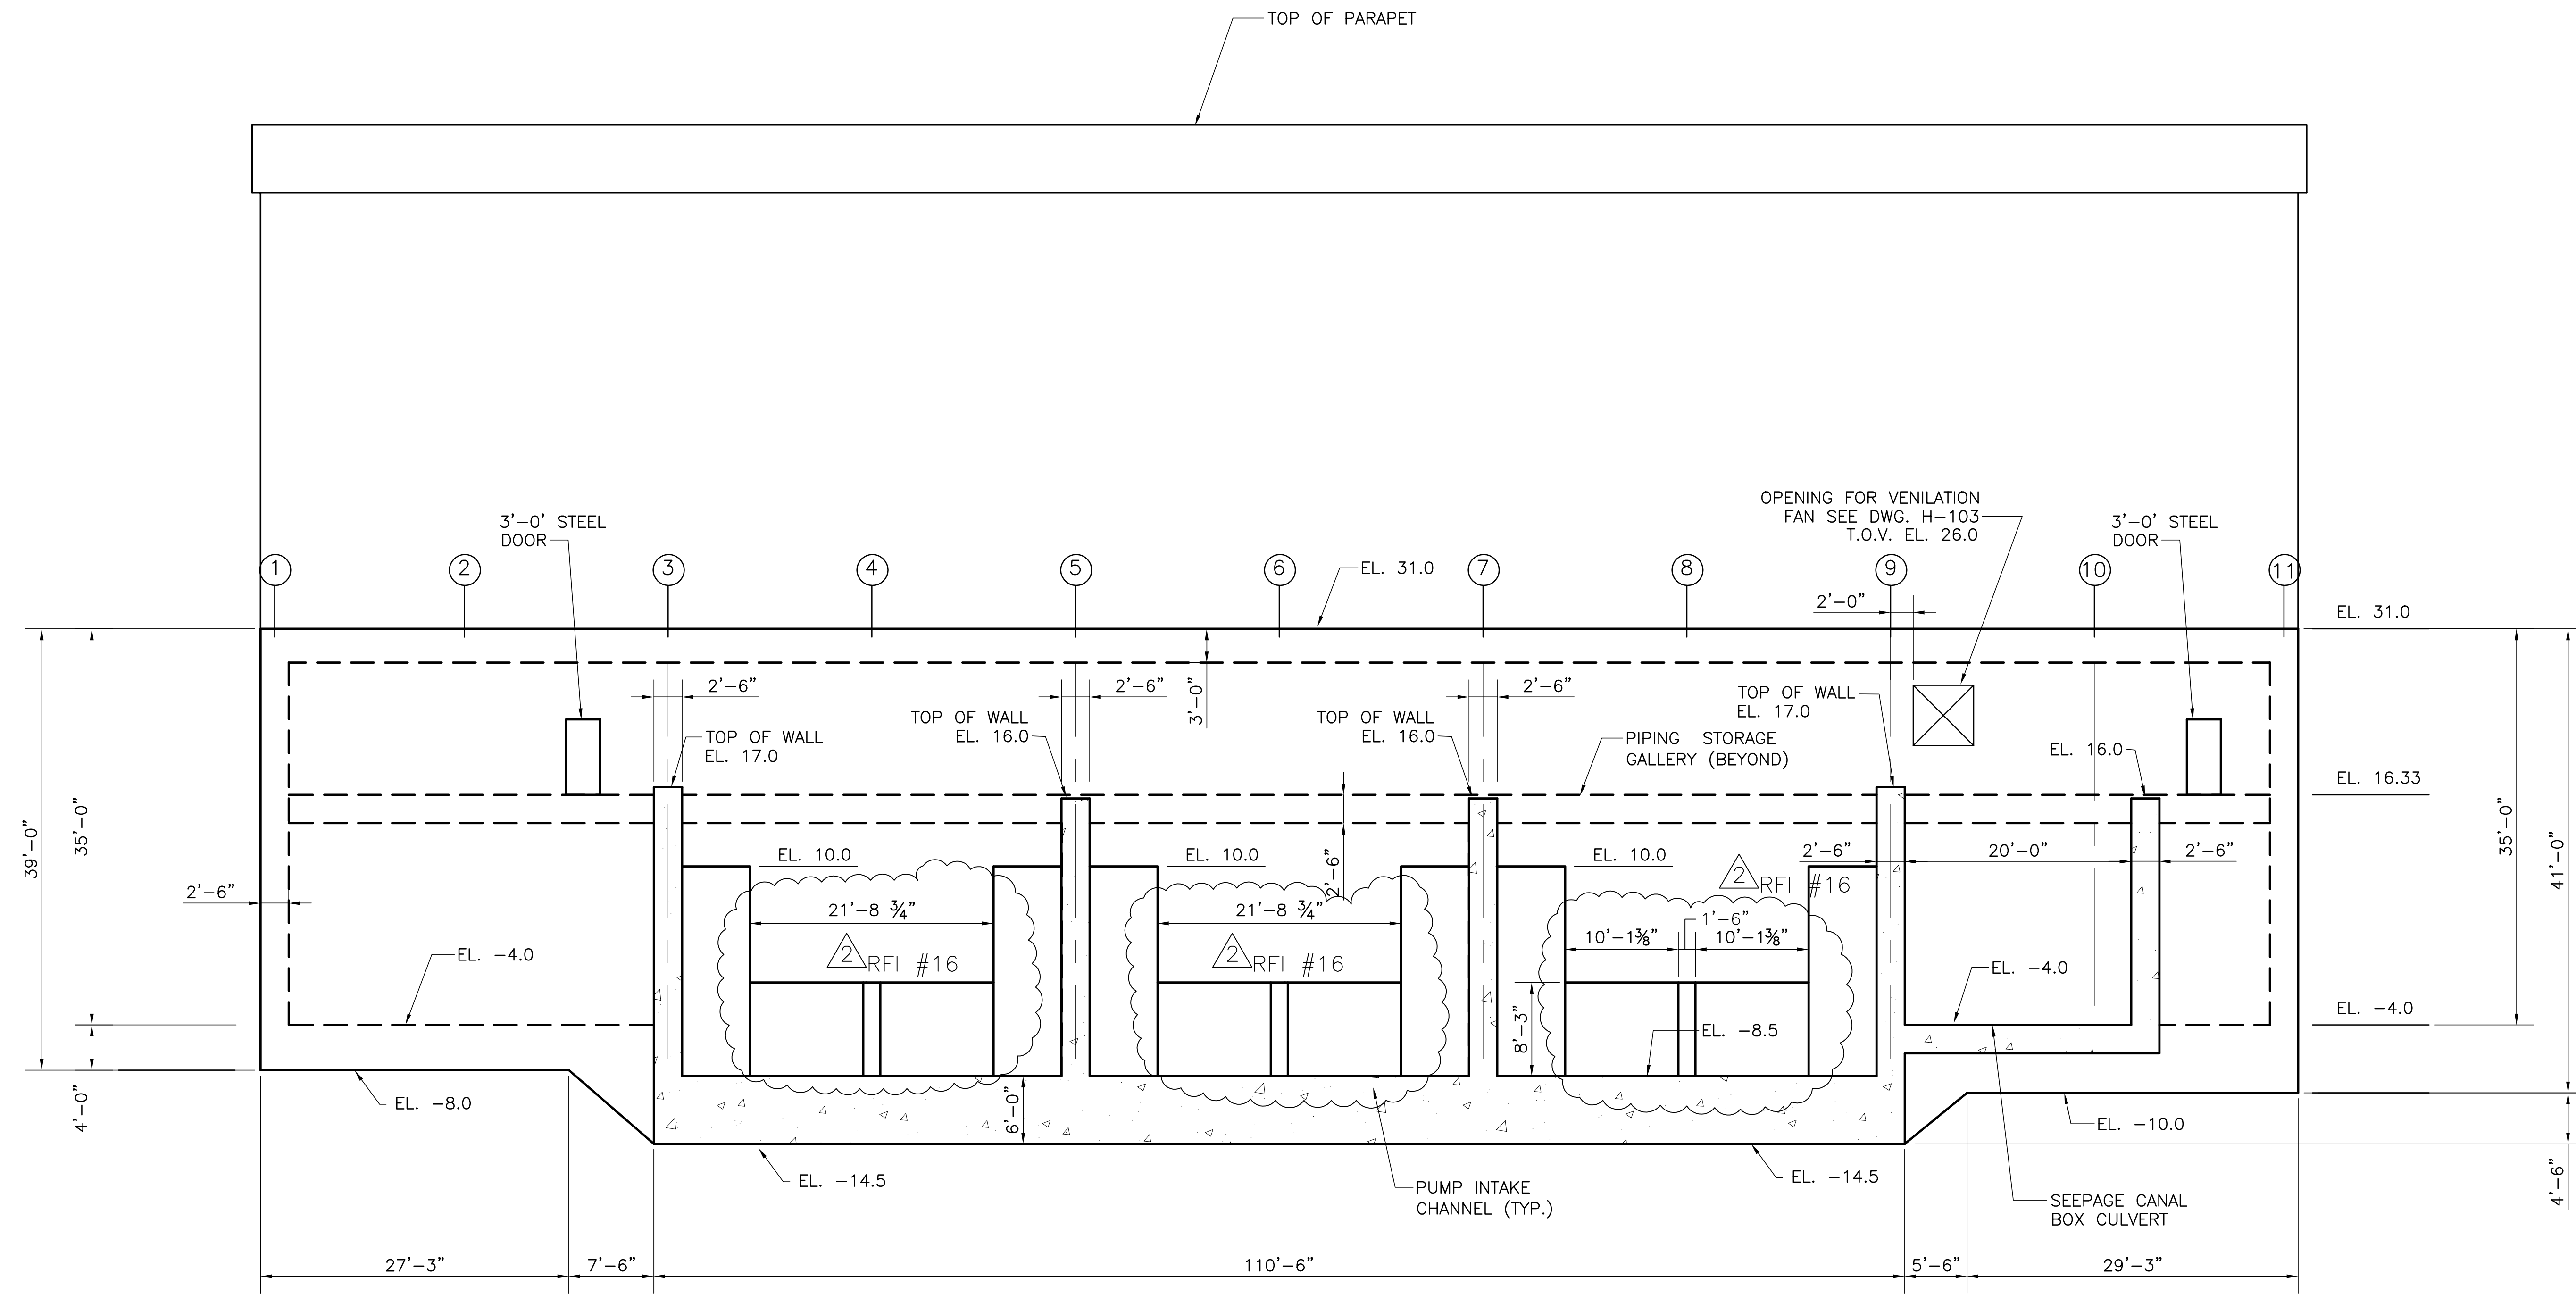 TOP OF PARAPET
OPENING FOR VENILATION
FAN SEE DWG. H-103
T.O.V. EL. 26.0
3'-0' STEEL
DOOR
3'-0' STEEL
DOOR
1
2
3
4
5
6
7
8
9
10
11
EL. 31.0
2'-0"
EL. 31.0
2'-6"
2'-6"
2'-6"
3'-0"
TOP OF WALL
EL. 17.0
TOP OF WALL
EL. 16.0
TOP OF WALL
EL. 16.0
TOP OF WALL
EL. 17.0
PIPING STORAGE
GALLERY (BEYOND)
EL. 16.0
EL. 16.33
39'-0"
35'-0"
35'-0"
41'-0"
EL. 10.0
EL. 10.0
EL. 10.0
2'-6"
2'-6"
20'-0"
2'-6"
2 RFI #16
2'-6"
21'-8 ¾"
21'-8 ¾"
1'-6"
10'-1⅜"
10'-1⅜"
2 RFI #16
2 RFI #16
EL. -4.0
EL. -4.0
EL. -4.0
8'-3"
EL. -8.5
4'-0"
EL. -8.0
6'-0"
EL. -10.0
4'-6"
EL. -14.5
EL. -14.5
PUMP INTAKE
CHANNEL (TYP.)
SEEPAGE CANAL
BOX CULVERT
27'-3"
7'-6"
110'-6"
5'-6"
29'-3"